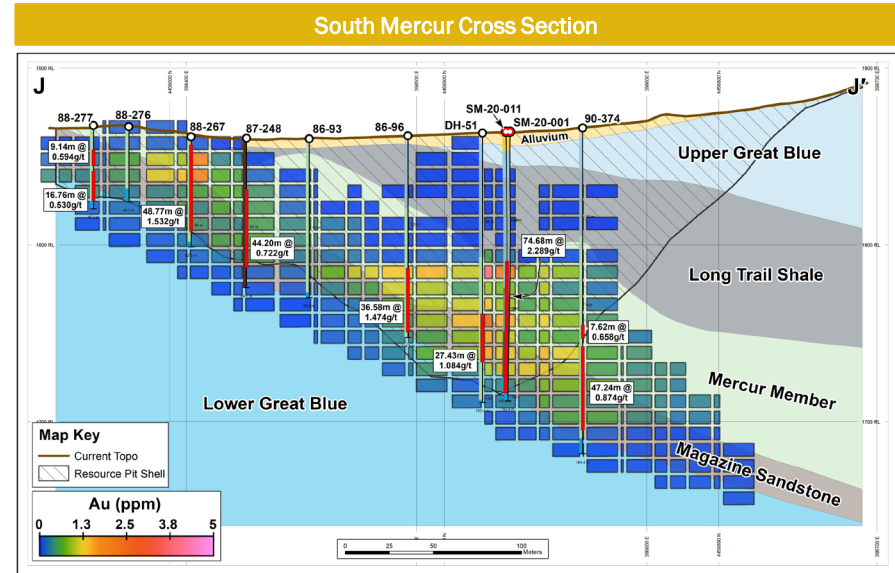 South Mercur Cross Section
1900 RL
1900 RL
J
J'
SM-20-011
88-277
88-276
88-267
87-248
86-93
86-96
DH-51
SM-20-001
90-374
Alluvium
9.14m @
0.594g/t
Upper Great Blue
16.76m @
0.530g/t
48.77m @
1.532g/t
44.20m @
0.722g/t
74.68m @
2.289g/t
1800 RL
1800 RL
Long Trail Shale
36.58m @
1.474g/t
7.62m @
0.658g/t
27.43m @
1.084g/t
47.24m @
0.874g/t
Mercur Member
Lower Great Blue
1700 RL
Magazine Sandstone
Map Key
Current Topo
Resource Pit Shell
Au (ppm)
0 1.3 2.5 3.8 5
0 25 50 100
Meters